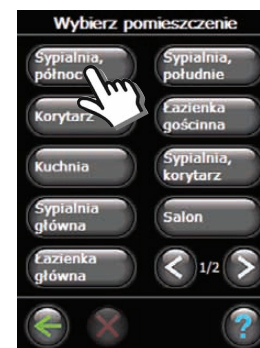 Wybierz pomieszczenie
Sypialnia,
północ
Sypialnia,
południe
Korytarz
Łazienka
gościnna
Kuchnia
Sypialnia,
korytarz
Sypialnia
główna
Salon
Łazienka
główna
1/2
?